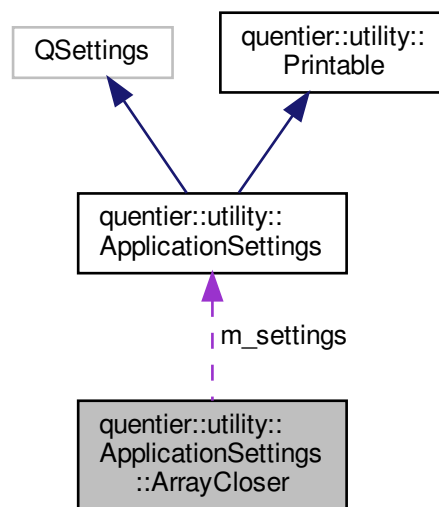 QSettings
quentier::utility::
Printable
quentier::utility::
ApplicationSettings
m_settings
quentier::utility::
ApplicationSettings
::ArrayCloser